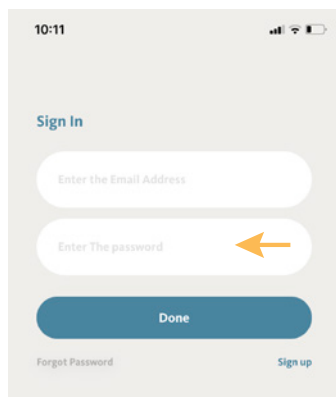 10:11
Sign In
Enter the Email Address
Enter The password
Done
Forgot Password Sign up